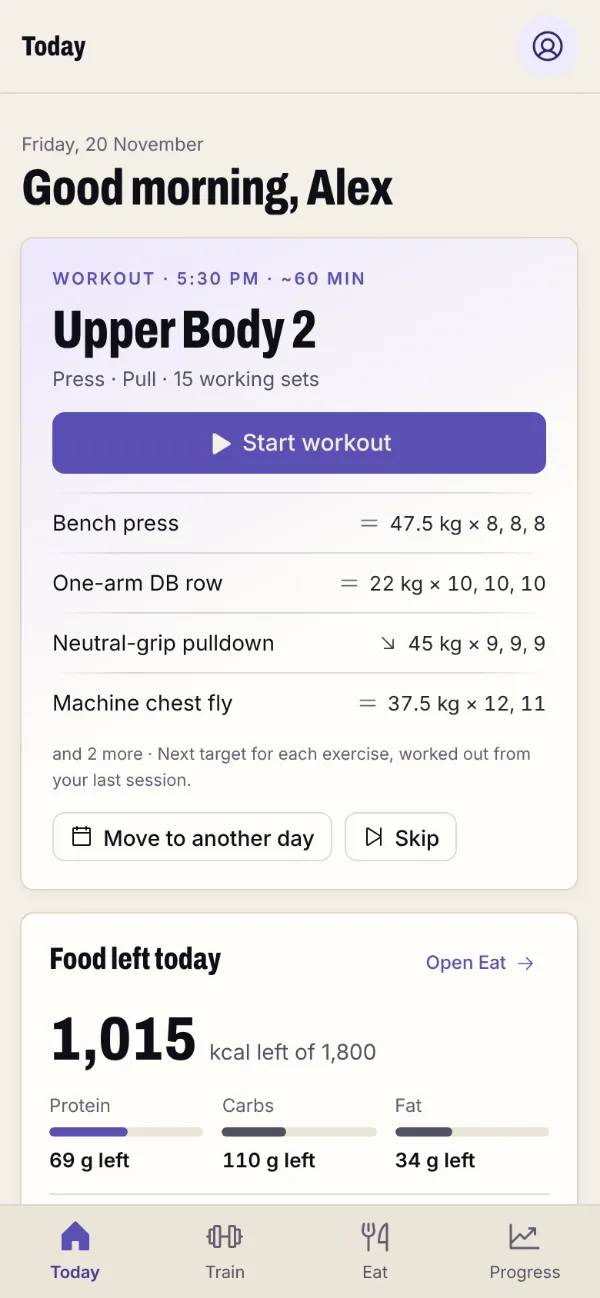 Today
Friday, 20 November
Good morning, Alex
WORKOUT · 5:30 PM · ~60 MIN
Upper Body 2
Press · Pull · 15 working sets
Start workout
Bench press = 47.5 kg × 8, 8, 8
One-arm DB row = 22 kg × 10, 10, 10
Neutral-grip pulldown ↘ 45 kg × 9, 9, 9
Machine chest fly = 37.5 kg × 12, 11
and 2 more · Next target for each exercise, worked out from
your last session.
Move to another day Skip
Food left today Open Eat →
1,015 kcal left of 1,800
Protein Carbs Fat
69 g left 110 g left 34 g left
Today Train Eat Progress